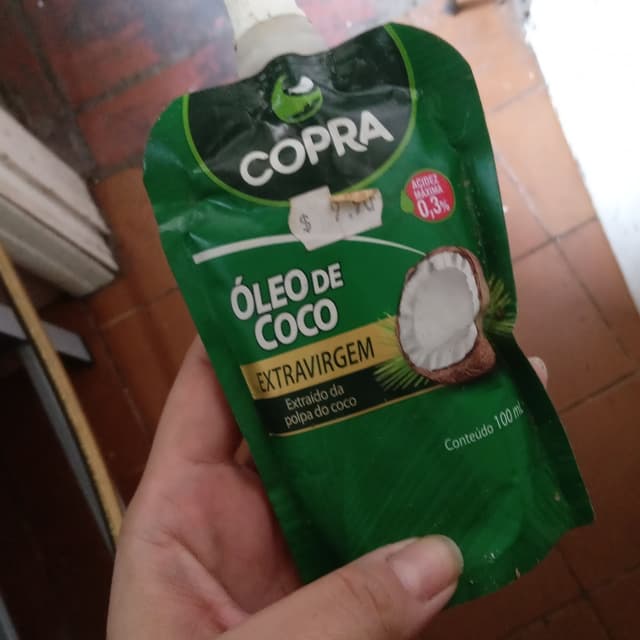 COPRA
ACIDEZ
MÁXIMA
0,3%
$
ÓLEO DE
COCO
EXTRAVIRGEM
Extraído da
polpa do coco
Conteúdo 100 mL